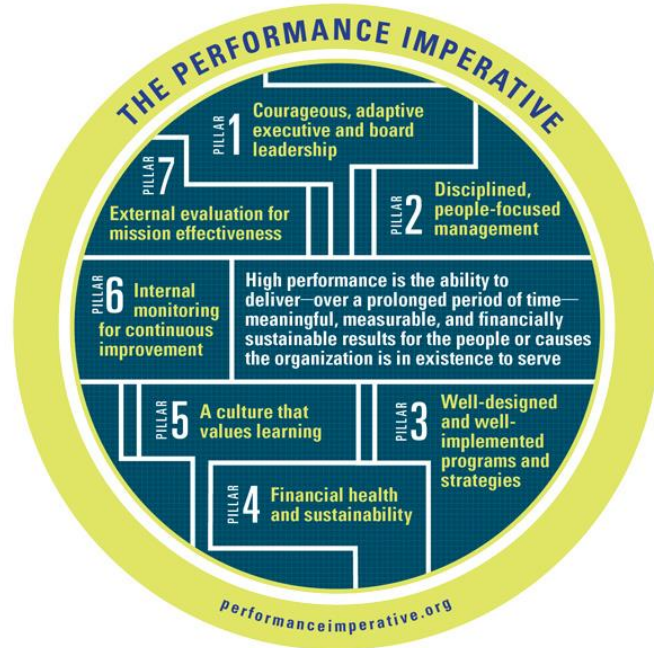 THE PERFORMANCE IMPERATIVE
PILLAR 1
Courageous, adaptive
executive and board
leadership
PILLAR 2
Disciplined,
people-focused
management
PILLAR 3
Well-designed
and well-
implemented
programs and
strategies
PILLAR 4
Financial health
and sustainability
PILLAR 5
A culture that
values learning
PILLAR 6
Internal
monitoring
for continuous
improvement
PILLAR 7
External evaluation for
mission effectiveness
High performance is the ability to
deliver—over a prolonged period of time—
meaningful, measurable, and financially
sustainable results for the people or causes
the organization is in existence to serve
performanceimperative.org